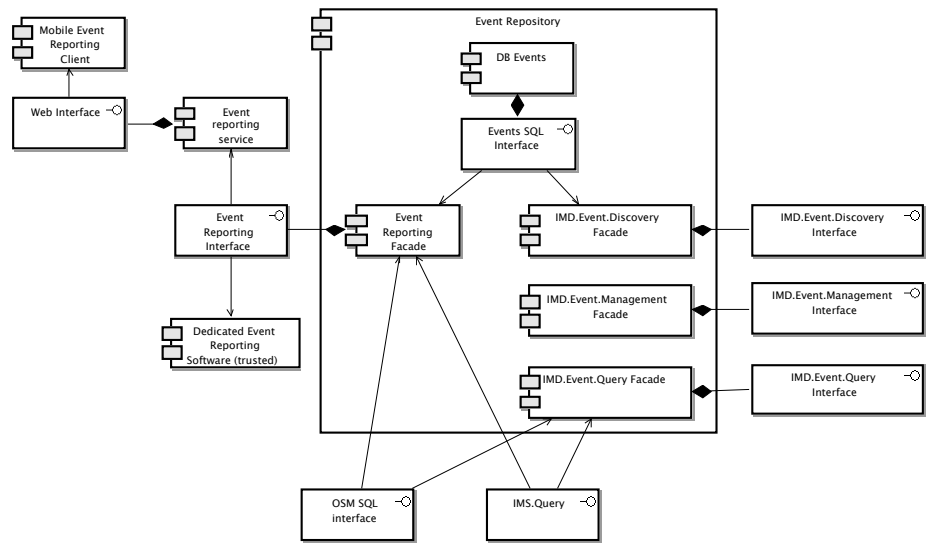 Event Repository
Mobile Event
Reporting
Client
DB Events
Web Interface
Event
reporting
service
Events SQL
Interface
Event
Reporting
Interface
Event
Reporting
Facade
IMD.Event.Discovery
Facade
IMD.Event.Discovery
Interface
IMD.Event.Management
Facade
IMD.Event.Management
Interface
Dedicated Event
Reporting
Software (trusted)
IMD.Event.Query Facade
IMD.Event.Query
Interface
OSM SQL
interface
IMS.Query